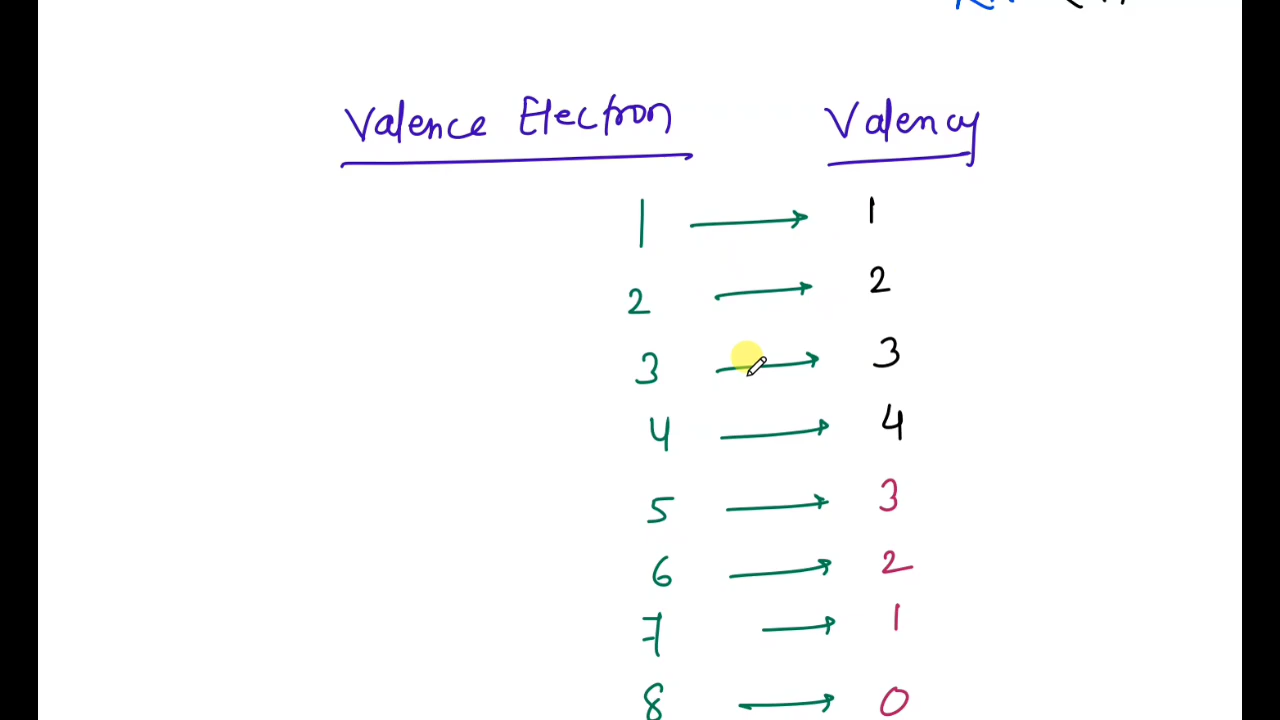 Valence Electron Valency
1 → 1
2 → 2
3 → 3
4 → 4
5 → 3
6 → 2
7 → 1
8 → 0